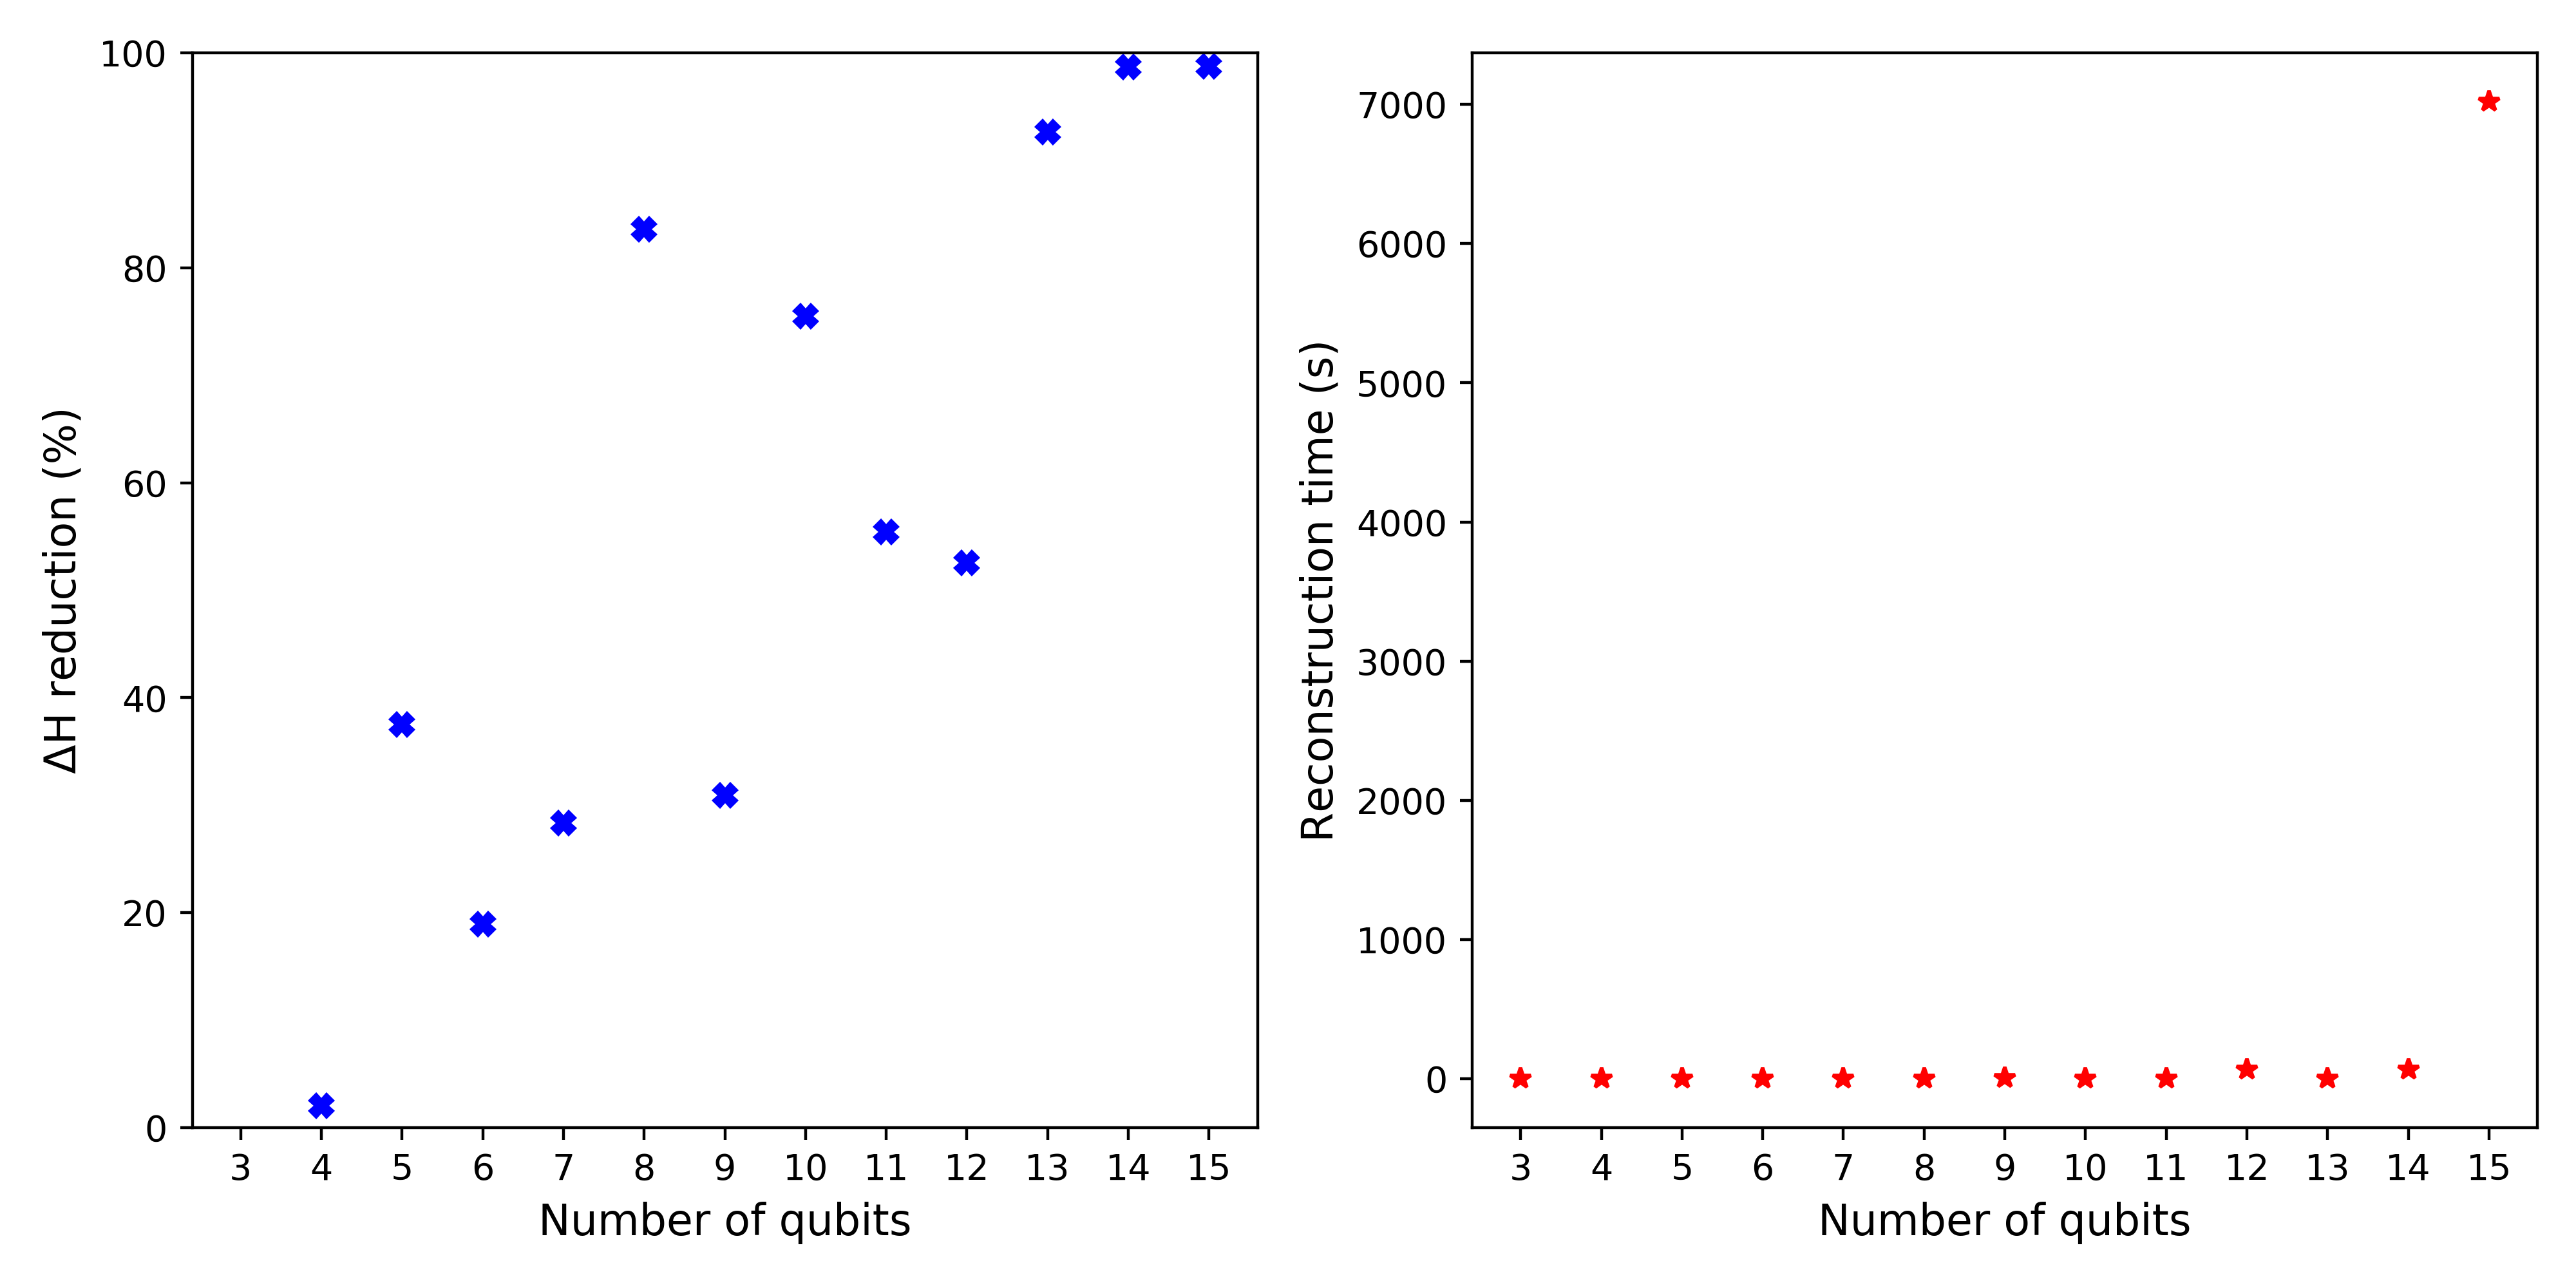 100
80
60
40
20
0
ΔH reduction (%)
3 4 5 6 7 8 9 10 11 12 13 14 15
Number of qubits
7000
6000
5000
4000
3000
2000
1000
0
Reconstruction time (s)
3 4 5 6 7 8 9 10 11 12 13 14 15
Number of qubits